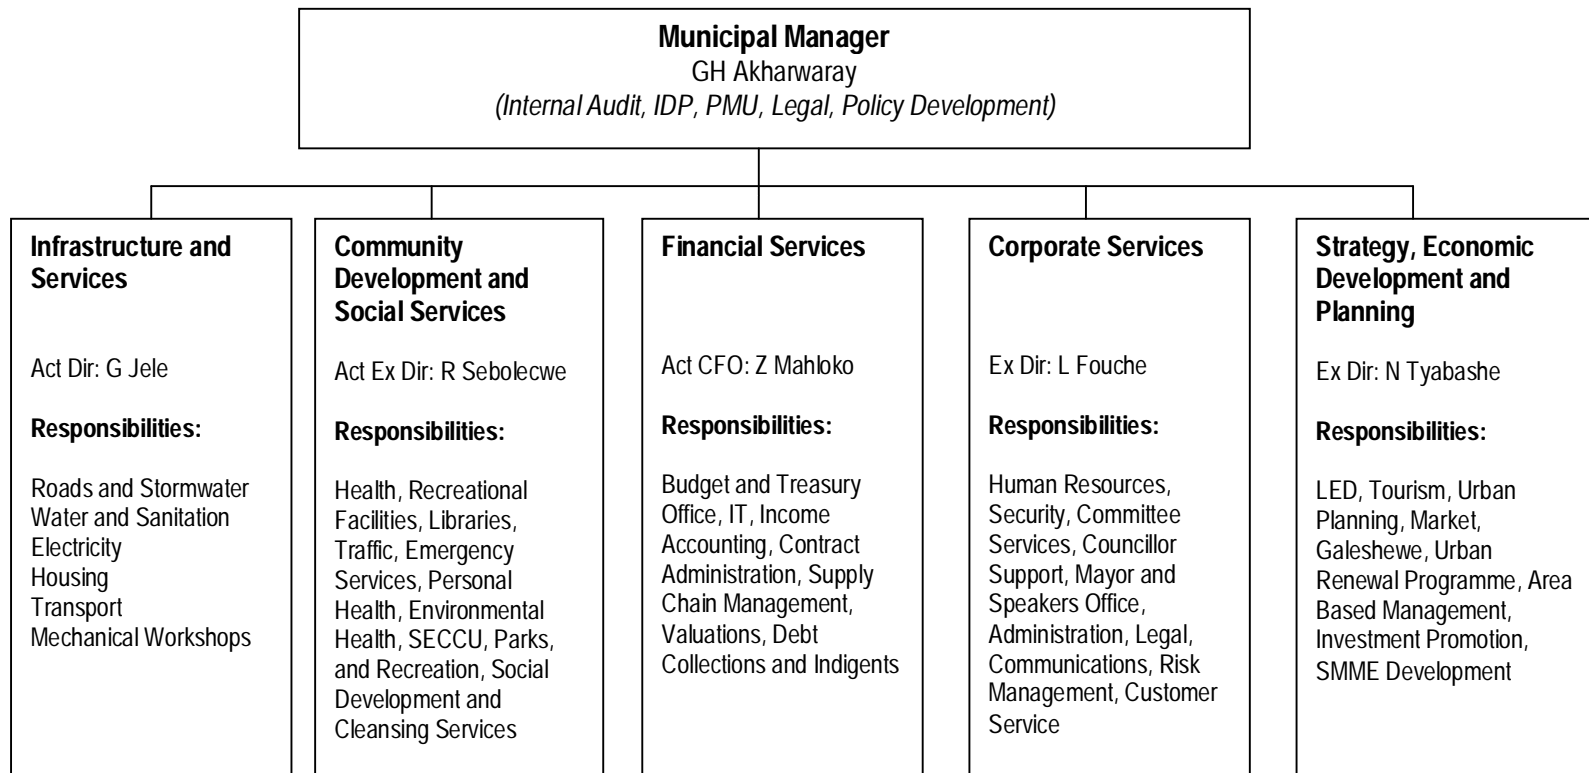 Municipal Manager
GH Akharwaray
(Internal Audit, IDP, PMU, Legal, Policy Development)
Infrastructure and
Services
Act Dir: G Jele
Responsibilities:
Roads and Stormwater
Water and Sanitation
Electricity
Housing
Transport
Mechanical Workshops
Community
Development and
Social Services
Act Ex Dir: R Sebolecwe
Responsibilities:
Health, Recreational
Facilities, Libraries,
Traffic, Emergency
Services, Personal
Health, Environmental
Health, SECCU, Parks,
and Recreation, Social
Development and
Cleansing Services
Financial Services
Act CFO: Z Mahloko
Responsibilities:
Budget and Treasury
Office, IT, Income
Accounting, Contract
Administration, Supply
Chain Management,
Valuations, Debt
Collections and Indigents
Corporate Services
Ex Dir: L Fouche
Responsibilities:
Human Resources,
Security, Committee
Services, Councillor
Support, Mayor and
Speakers Office,
Administration, Legal,
Communications, Risk
Management, Customer
Service
Strategy, Economic
Development and
Planning
Ex Dir: N Tyabashe
Responsibilities:
LED, Tourism, Urban
Planning, Market,
Galeshewe, Urban
Renewal Programme, Area
Based Management,
Investment Promotion,
SMME Development